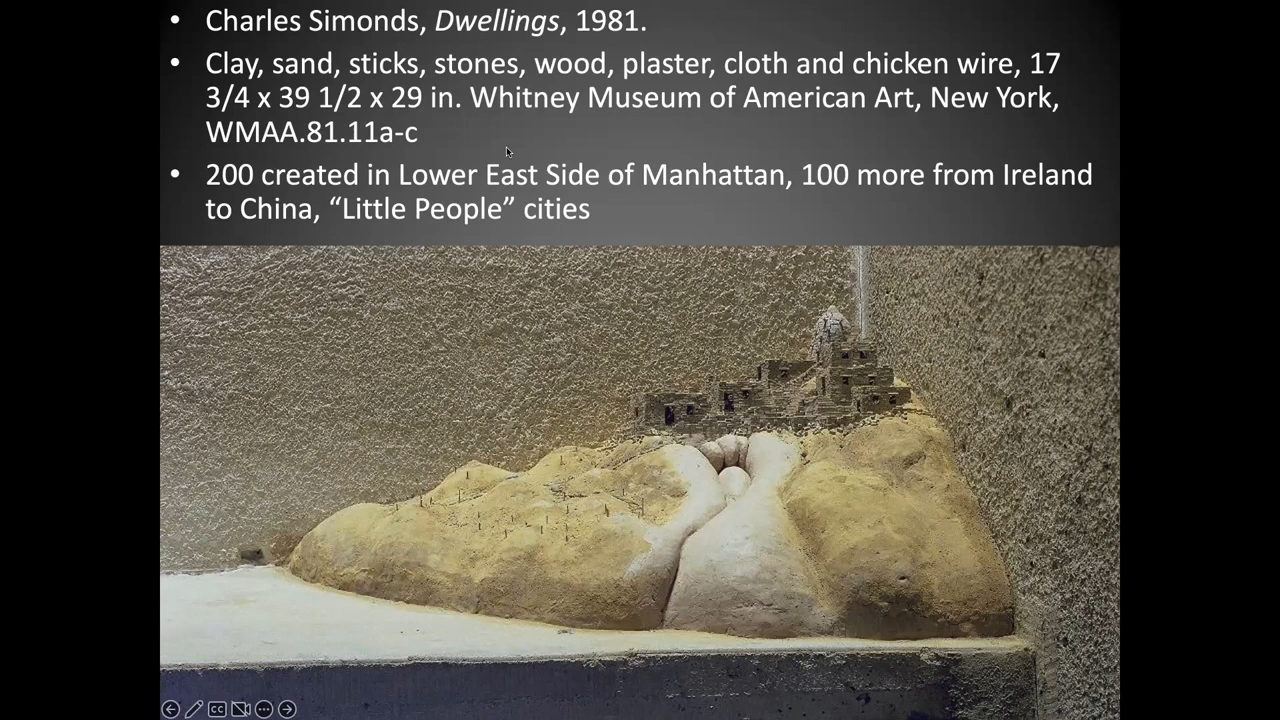 • Charles Simonds, Dwellings, 1981.
• Clay, sand, sticks, stones, wood, plaster, cloth and chicken wire, 17
3/4 x 39 1/2 x 29 in. Whitney Museum of American Art, New York,
WMAA.81.11a-c
• 200 created in Lower East Side of Manhattan, 100 more from Ireland
to China, “Little People” cities
CC